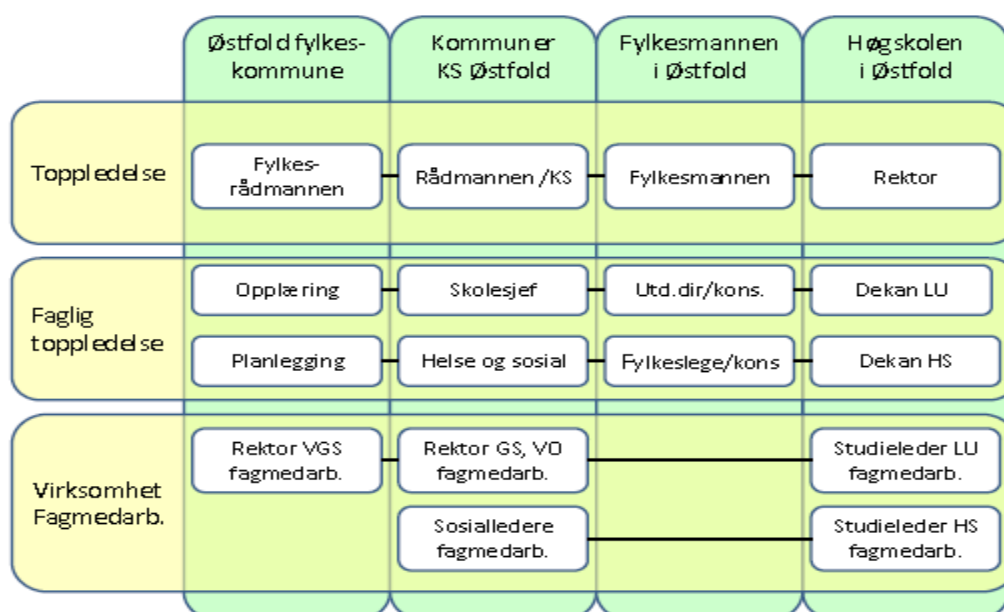 Østfold fylkes-
kommune
Kommuner
KS Østfold
Fylkesmannen
i Østfold
Høgskolen
i Østfold
Toppledelse
Fylkes-
rådmannen
Rådmannen /KS
Fylkesmannen
Rektor
Faglig
toppledelse
Opplæring
Skolesjef
Utd.dir/kons.
Dekan LU
Planlegging
Helse og sosial
Fylkeslege/kons
Dekan HS
Virksomhet
Fagmedarb.
Rektor VGS
fagmedarb.
Rektor GS, VO
fagmedarb.
Studieleder LU
fagmedarb.
Sosialledere
fagmedarb.
Studieleder HS
fagmedarb.